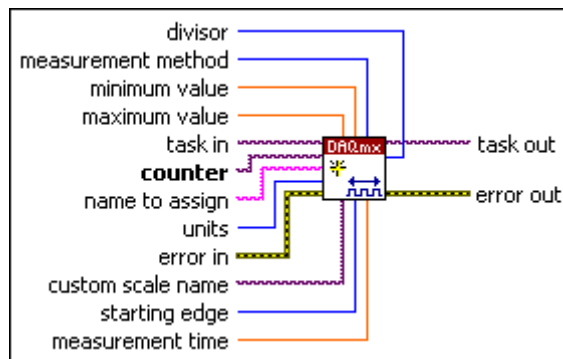 divisor
measurement method
minimum value
maximum value
task in
DAQmx
task out
counter
name to assign
error out
units
error in
custom scale name
starting edge
measurement time